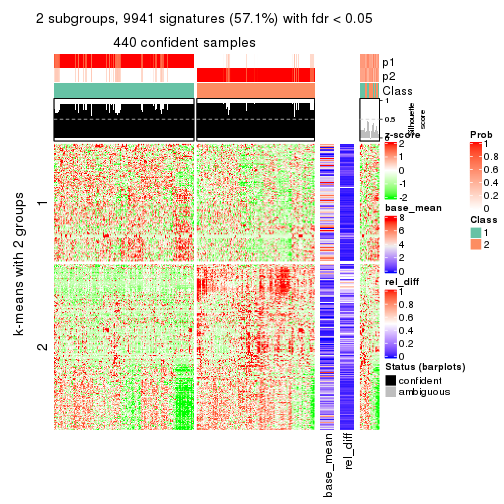 2 subgroups, 9941 signatures (57.1%) with fdr < 0.05
440 confident samples
p1
p2
Class
1
0.5
0
Silhouette
score
k-means with 2 groups
1
2
z-score
2
1
0
-1
-2
base_mean
8
6
4
2
0
rel_diff
1
0.8
0.6
0.4
0.2
0
Status (barplots)
confident
ambiguous
Prob
1
0.8
0.6
0.4
0.2
0
Class
1
2
base_mean
rel_diff